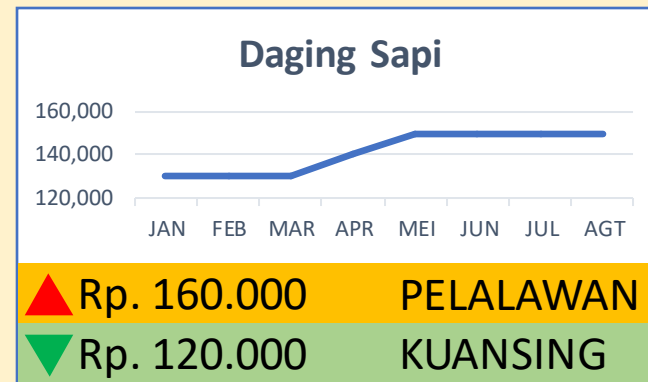 Daging Sapi
160,000
140,000
120,000
JAN FEB MAR APR MEI JUN JUL AGT
Rp. 160.000 PELALAWAN
Rp. 120.000 KUANSING